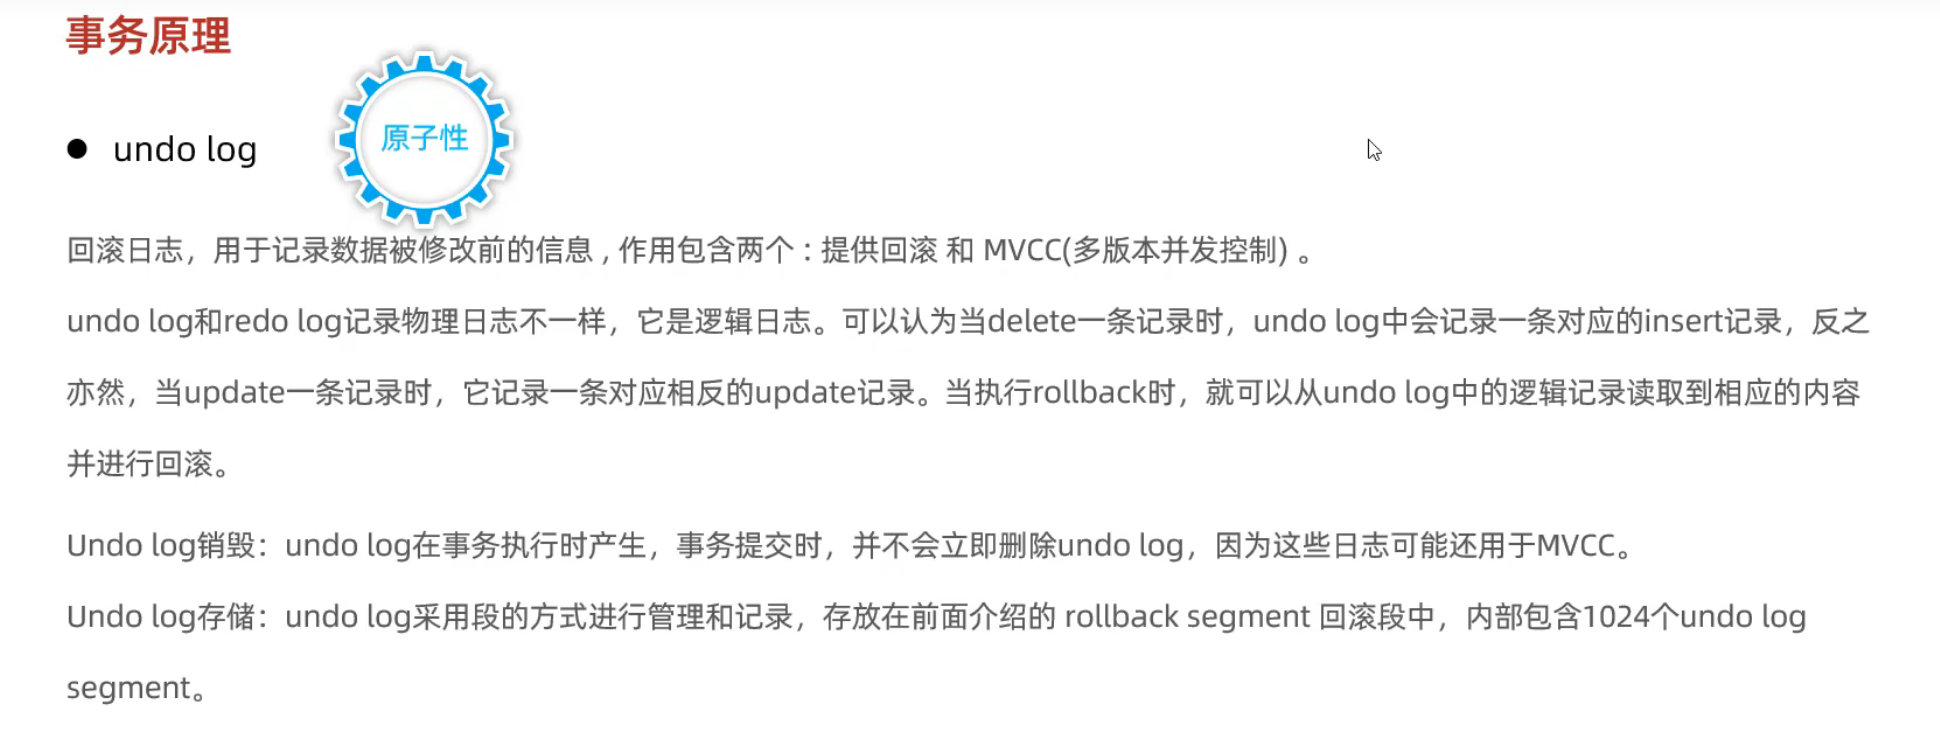 事务原理
原子性
undo log
回滚日志，用于记录数据被修改前的信息 , 作用包含两个 : 提供回滚 和 MVCC(多版本并发控制) 。
undo log和redo log记录物理日志不一样，它是逻辑日志。可以认为当delete一条记录时，undo log中会记录一条对应的insert记录，反之
亦然，当update一条记录时，它记录一条对应相反的update记录。当执行rollback时，就可以从undo log中的逻辑记录读取到相应的内容
并进行回滚。
Undo log销毁：undo log在事务执行时产生，事务提交时，并不会立即删除undo log，因为这些日志可能还用于MVCC。
Undo log存储：undo log采用段的方式进行管理和记录，存放在前面介绍的 rollback segment 回滚段中，内部包含1024个undo log
segment。